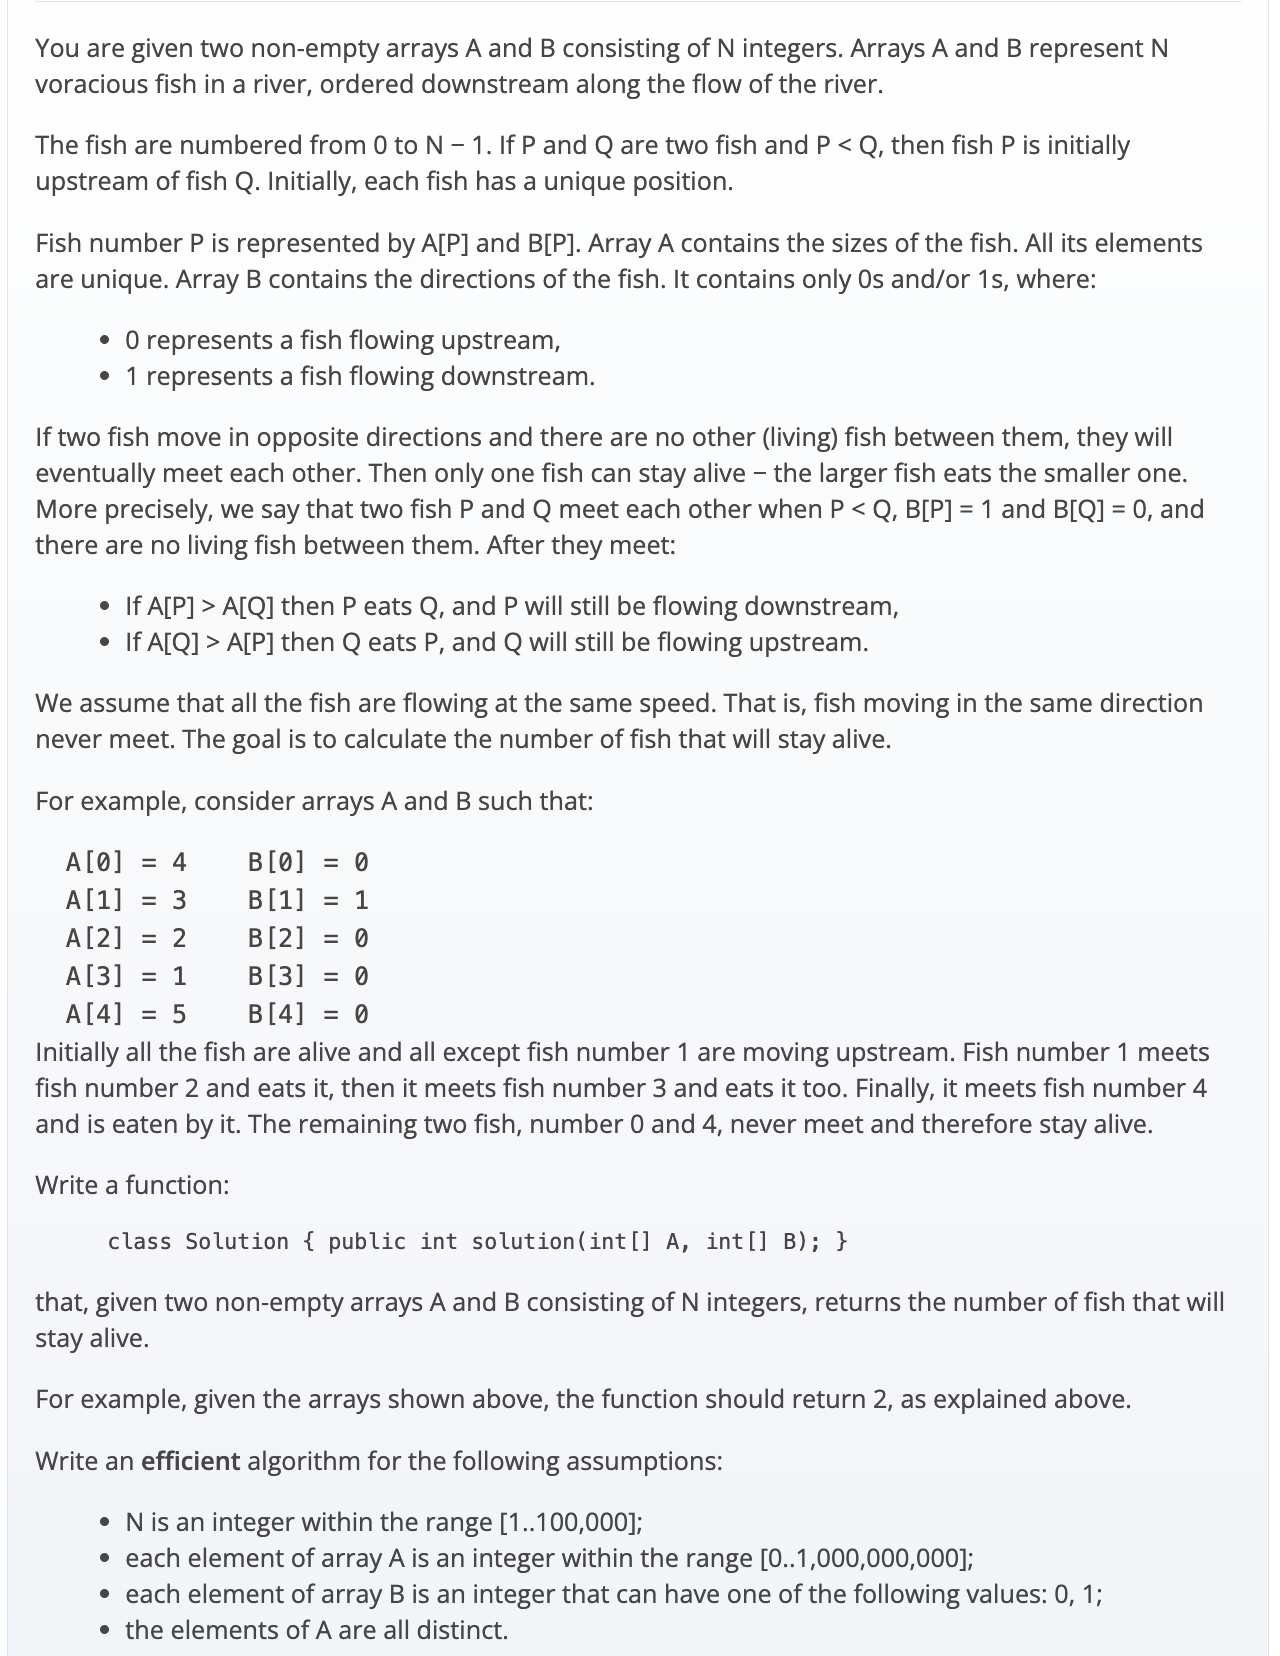 You are given two non-empty arrays A and B consisting of N integers. Arrays A and B represent N
voracious fish in a river, ordered downstream along the flow of the river.
The fish are numbered from 0 to N − 1. If P and Q are two fish and P < Q, then fish P is initially
upstream of fish Q. Initially, each fish has a unique position.
Fish number P is represented by A[P] and B[P]. Array A contains the sizes of the fish. All its elements
are unique. Array B contains the directions of the fish. It contains only 0s and/or 1s, where:
• 0 represents a fish flowing upstream,
• 1 represents a fish flowing downstream.
If two fish move in opposite directions and there are no other (living) fish between them, they will
eventually meet each other. Then only one fish can stay alive − the larger fish eats the smaller one.
More precisely, we say that two fish P and Q meet each other when P < Q, B[P] = 1 and B[Q] = 0, and
there are no living fish between them. After they meet:
• If A[P] > A[Q] then P eats Q, and P will still be flowing downstream,
• If A[Q] > A[P] then Q eats P, and Q will still be flowing upstream.
We assume that all the fish are flowing at the same speed. That is, fish moving in the same direction
never meet. The goal is to calculate the number of fish that will stay alive.
For example, consider arrays A and B such that:
A[0] = 4    B[0] = 0
A[1] = 3    B[1] = 1
A[2] = 2    B[2] = 0
A[3] = 1    B[3] = 0
A[4] = 5    B[4] = 0
Initially all the fish are alive and all except fish number 1 are moving upstream. Fish number 1 meets
fish number 2 and eats it, then it meets fish number 3 and eats it too. Finally, it meets fish number 4
and is eaten by it. The remaining two fish, number 0 and 4, never meet and therefore stay alive.
Write a function:
class Solution { public int solution(int[] A, int[] B); }
that, given two non-empty arrays A and B consisting of N integers, returns the number of fish that will
stay alive.
For example, given the arrays shown above, the function should return 2, as explained above.
Write an efficient algorithm for the following assumptions:
• N is an integer within the range [1..100,000];
• each element of array A is an integer within the range [0..1,000,000,000];
• each element of array B is an integer that can have one of the following values: 0, 1;
• the elements of A are all distinct.